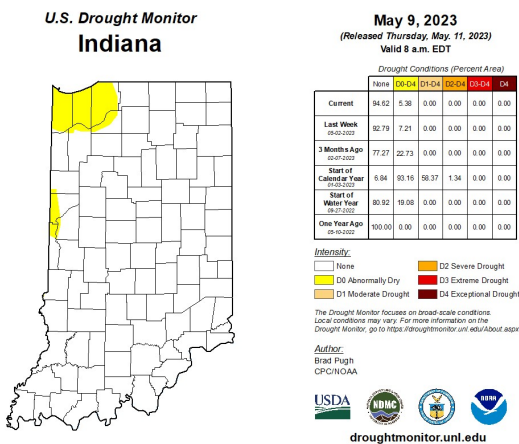 U.S. Drought Monitor
Indiana
May 9, 2023
(Released Thursday, May. 11, 2023)
Valid 8 a.m. EDT
Drought Conditions (Percent Area)
None D0-D4 D1-D4 D2-D4 D3-D4 D4
Current 94.62 5.38 0.00 0.00 0.00 0.00
Last Week 05-02-2023 92.79 7.21 0.00 0.00 0.00 0.00
3 Months Ago 02-07-2023 77.27 22.73 0.00 0.00 0.00 0.00
Start of Calendar Year 01-03-2023 6.84 93.16 58.37 1.34 0.00 0.00
Start of Water Year 09-27-2022 80.92 19.08 0.00 0.00 0.00 0.00
One Year Ago 05-10-2022 100.00 0.00 0.00 0.00 0.00 0.00
Intensity:
None
D0 Abnormally Dry
D1 Moderate Drought
D2 Severe Drought
D3 Extreme Drought
D4 Exceptional Drought
The Drought Monitor focuses on broad-scale conditions.
Local conditions may vary. For more information on the
Drought Monitor, go to https://droughtmonitor.unl.edu/About.aspx
Author:
Brad Pugh
CPC/NOAA
USDA
NDMC
NOAA
droughtmonitor.unl.edu